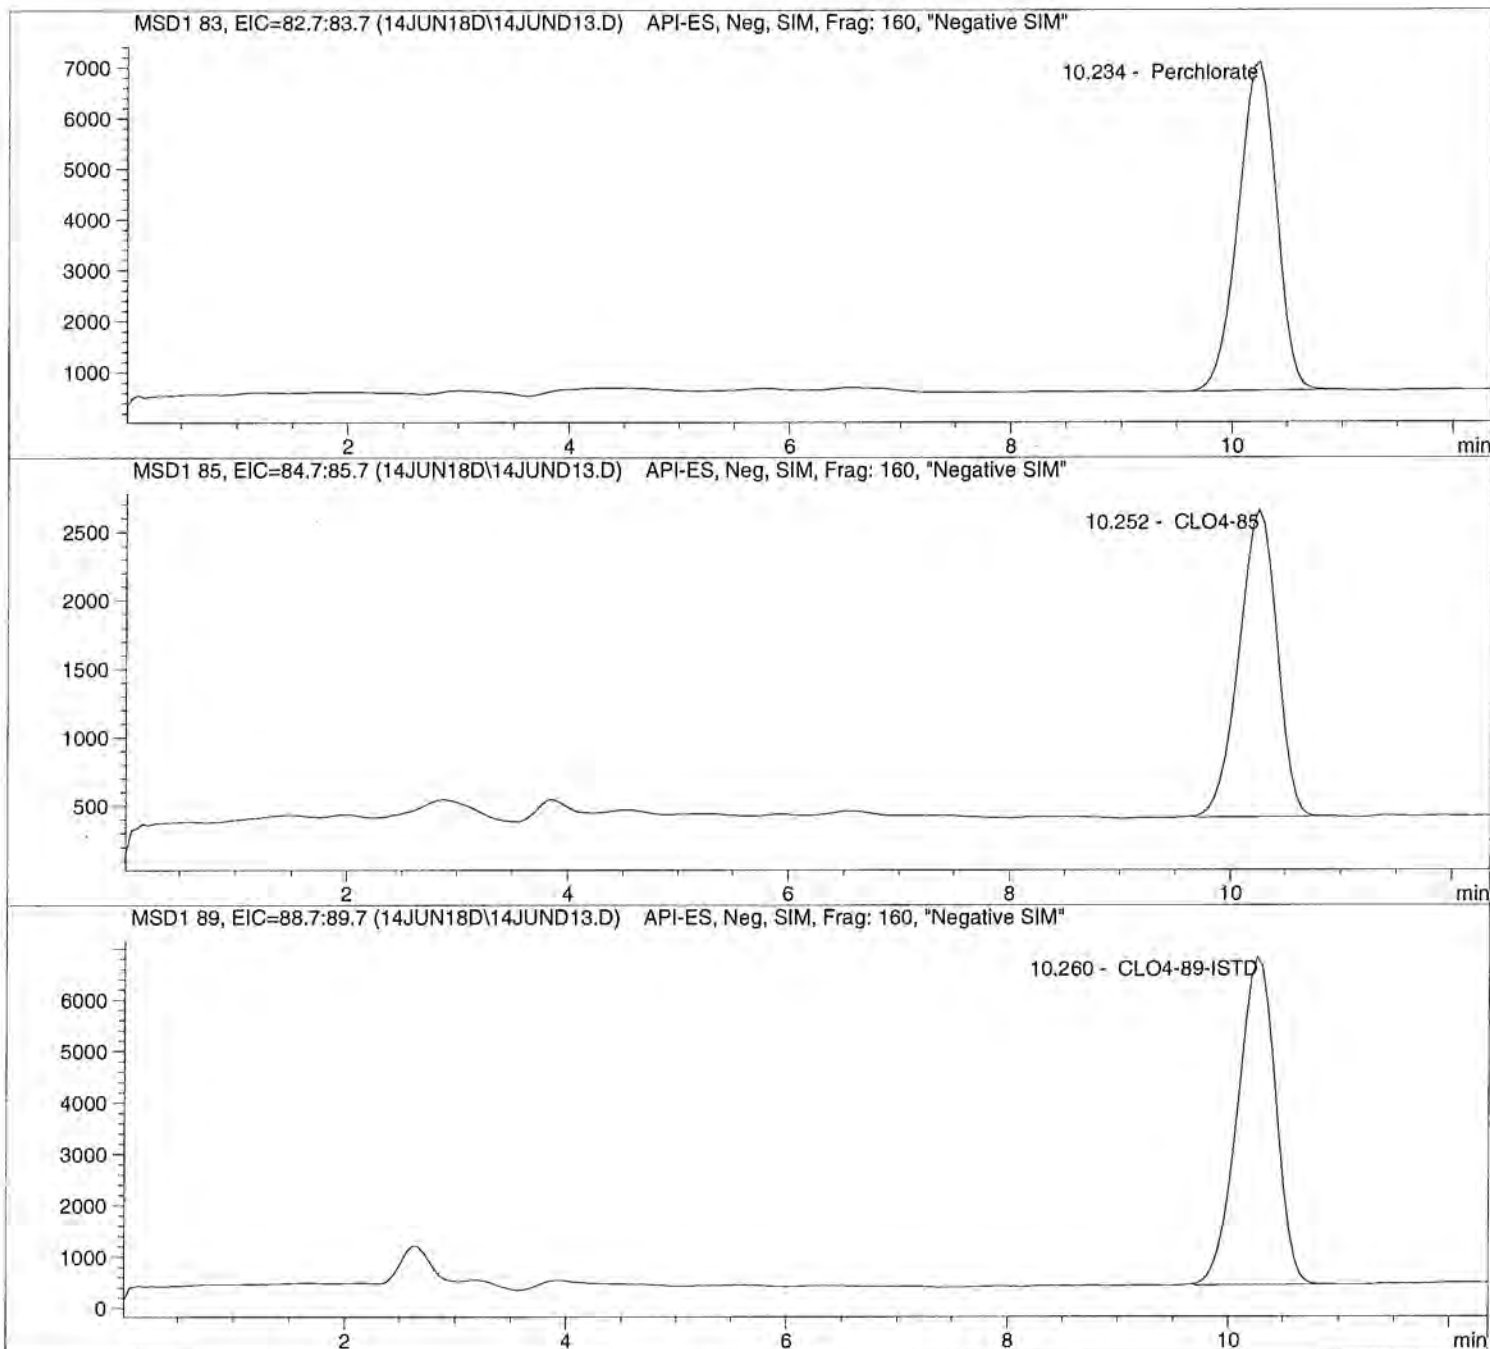 MSD1 83, EIC=82.7:83.7 (14JUN18D\14JUND13.D) API-ES, Neg, SIM, Frag: 160, "Negative SIM"
10.234 - Perchlorate
7000
6000
5000
4000
3000
2000
1000
2 4 6 8 10 min
MSD1 85, EIC=84.7:85.7 (14JUN18D\14JUND13.D) API-ES, Neg, SIM, Frag: 160, "Negative SIM"
10.252 - CLO4-85
2500
2000
1500
1000
500
2 4 6 8 10 min
MSD1 89, EIC=88.7:89.7 (14JUN18D\14JUND13.D) API-ES, Neg, SIM, Frag: 160, "Negative SIM"
10.260 - CLO4-89-ISTD
6000
5000
4000
3000
2000
1000
0
2 4 6 8 10 min